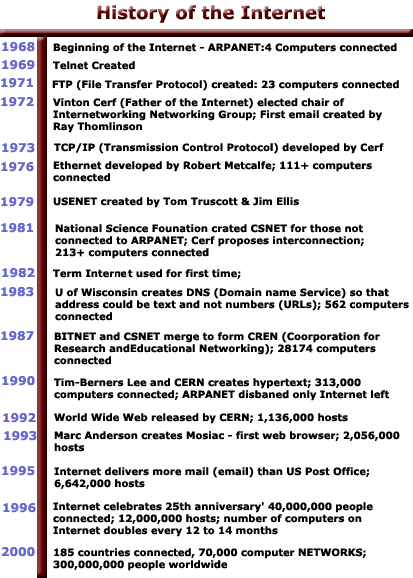 History of the Internet
1968 Beginning of the Internet - ARPANET:4 Computers connected
1969 Telnet Created
1971 FTP (File Transfer Protocol) created: 23 computers connected
1972 Vinton Cerf (Father of the Internet) elected chair of
Internetworking Networking Group; First email created by
Ray Thomlinson
1973 TCP/IP (Transmission Control Protocol) developed by Cerf
1976 Ethernet developed by Robert Metcalfe; 111+ computers
connected
1979 USENET created by Tom Truscott & Jim Ellis
1981 National Science Founation crated CSNET for those not
connected to ARPANET; Cerf proposes interconnection;
213+ computers connected
1982 Term Internet used for first time;
1983 U of Wisconsin creates DNS (Domain name Service) so that
address could be text and not numbers (URLs); 562 computers
connected
1987 BITNET and CSNET merge to form CREN (Coorporation for
Research andEducational Networking); 28174 computers
connected
1990 Tim-Berners Lee and CERN creates hypertext; 313,000
computers connected; ARPANET disbaned only Internet left
1992 World Wide Web released by CERN; 1,136,000 hosts
1993 Marc Anderson creates Mosiac - first web browser; 2,056,000
hosts
1995 Internet delivers more mail (email) than US Post Office;
6,642,000 hosts
1996 Internet celebrates 25th anniversary' 40,000,000 people
connected; 12,000,000 hosts; number of computers on
Internet doubles every 12 to 14 months
2000 185 countries connected, 70,000 computer NETWORKS;
300,000,000 people worldwide